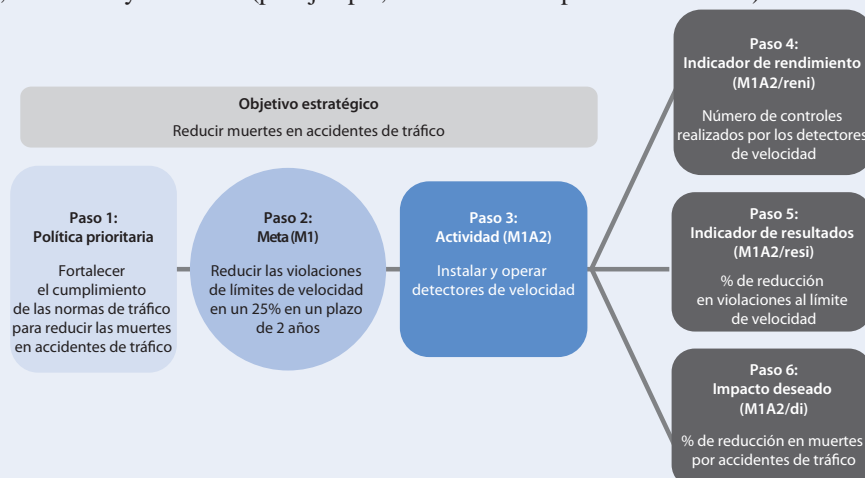 Objetivo estratégico
Reducir muertes en accidentes de tráfico
Paso 1:
Política prioritaria
Fortalecer
el cumplimiento
de las normas de tráfico
para reducir las muertes
en accidentes de tráfico
Paso 2:
Meta (M1)
Reducir las violaciones
de límites de velocidad
en un 25% en un plazo
de 2 años
Paso 3:
Actividad (M1A2)
Instalar y operar
detectores de velocidad
Paso 4:
Indicador de rendimiento
(M1A2/reni)
Número de controles
realizados por los detectores
de velocidad
Paso 5:
Indicador de resultados
(M1A2/resi)
% de reducción
en violaciones al límite
de velocidad
Paso 6:
Impacto deseado
(M1A2/di)
% de reducción en muertes
por accidentes de tráfico